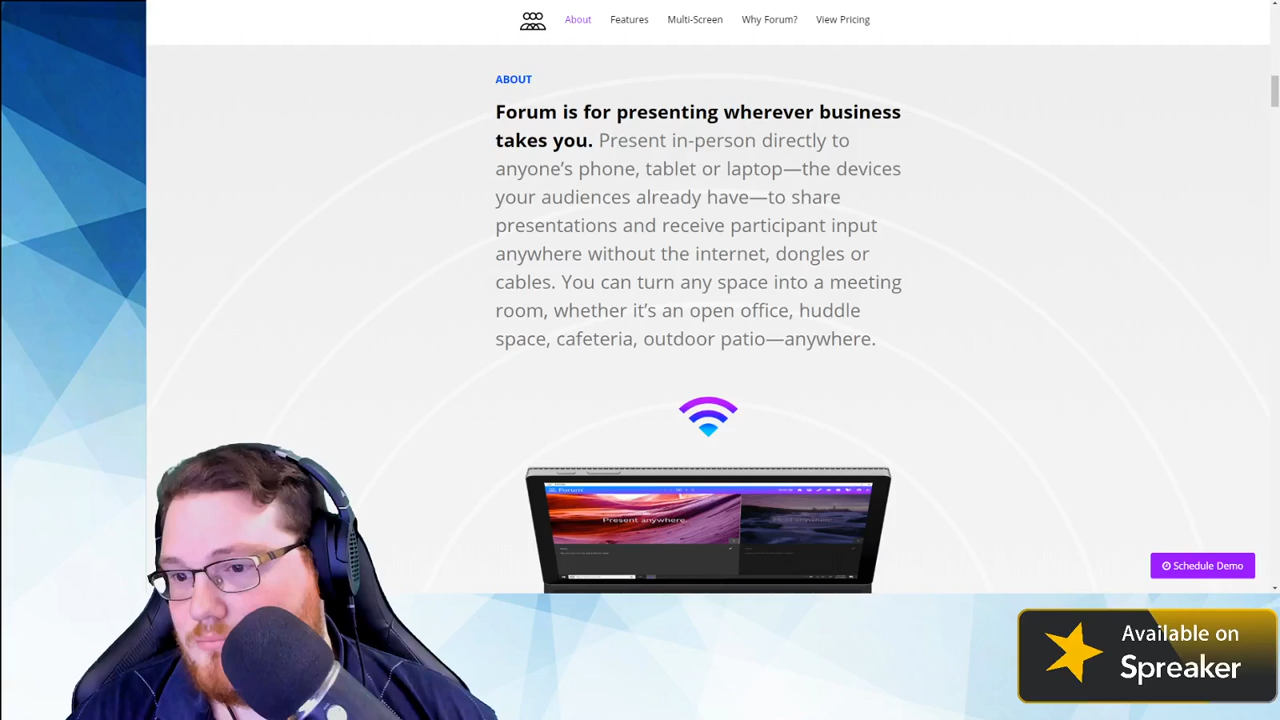 About Features Multi-Screen Why Forum? View Pricing
ABOUT
Forum is for presenting wherever business
takes you. Present in-person directly to
anyone’s phone, tablet or laptop—the devices
your audiences already have—to share
presentations and receive participant input
anywhere without the internet, dongles or
cables. You can turn any space into a meeting
room, whether it’s an open office, huddle
space, cafeteria, outdoor patio—anywhere.
Forum
Present anywhere.
Schedule Demo
Available on
Spreaker